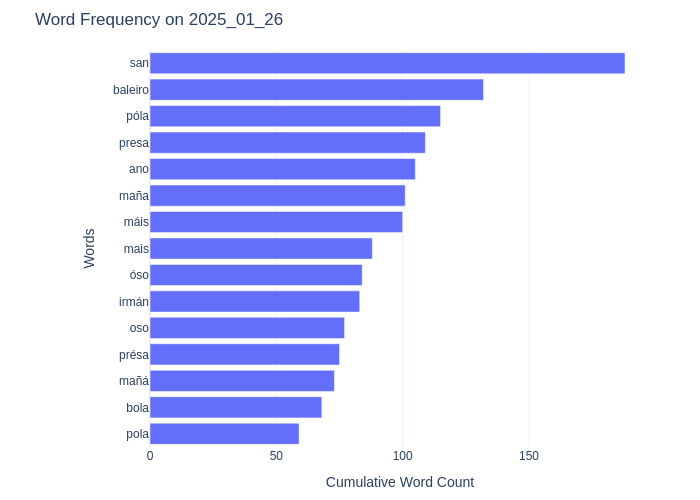 Word Frequency on 2025_01_26
san
baleiro
póla
presa
ano
maña
máis
mais
óso
irmán
oso
présa
mañá
bola
pola
Words
0 50 100 150
Cumulative Word Count